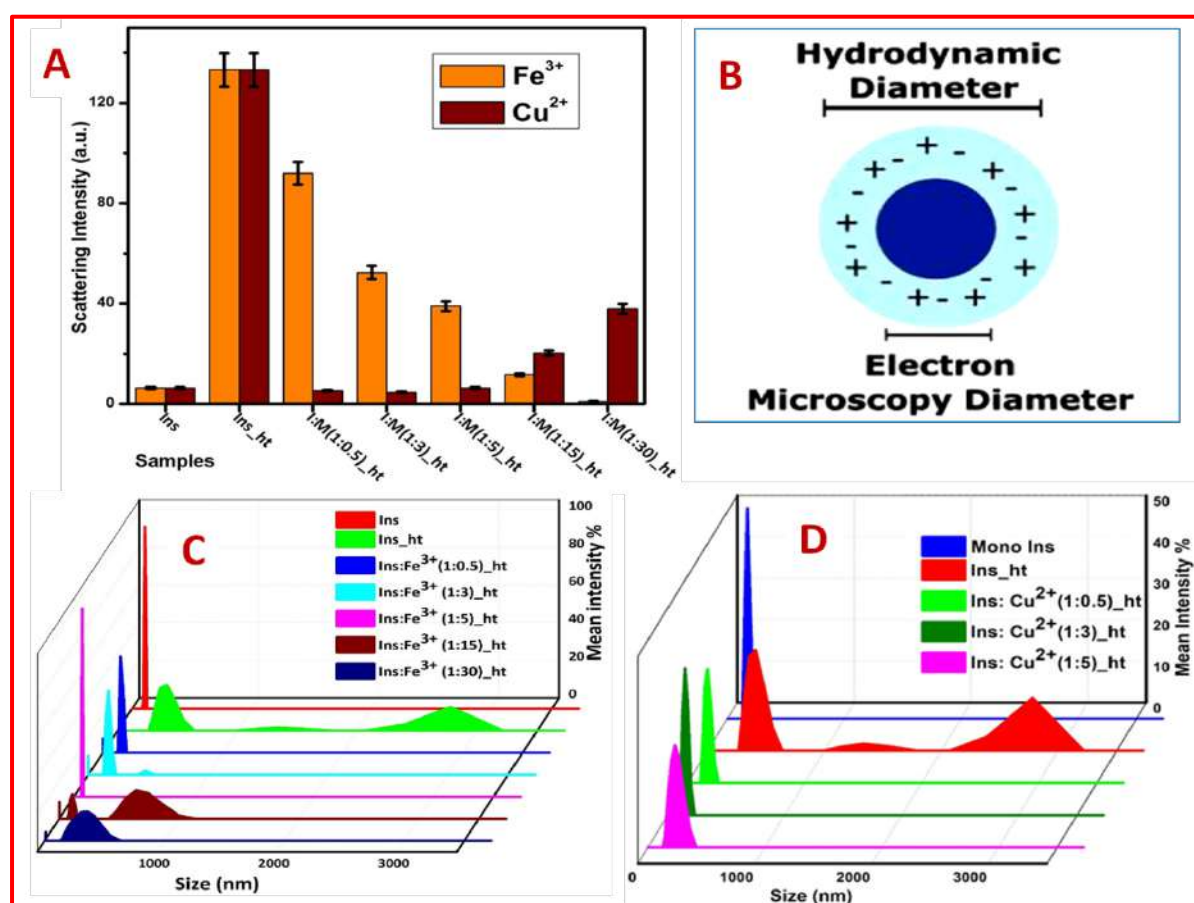 A
Fe3+
Cu2+
Scattering Intensity (a.u.)
120
80
40
0
Ins
Ins_ht
I:M(1:0.5)_ht
I:M(1:3)_ht
I:M(1:5)_ht
I:M(1:15)_ht
I:M(1:30)_ht
Samples
B
Hydrodynamic
Diameter
+ - + - + - + - + - + - + - + - + - + -
Electron
Microscopy Diameter
C
Ins
Ins_ht
Ins:Fe3+ (1:0.5)_ht
Ins:Fe3+ (1:3)_ht
Ins:Fe3+ (1:5)_ht
Ins:Fe3+ (1:15)_ht
Ins:Fe3+ (1:30)_ht
100
80
60
40
20
0
Mean intensity %
0
1000
2000
3000
Size (nm)
D
Mono Ins
Ins_ht
Ins: Cu2+(1:0.5)_ht
Ins: Cu2+(1:3)_ht
Ins: Cu2+ (1:5)_ht
50
40
30
20
10
0
Mean Intensity %
0
1000
2000
3000
Size (nm)